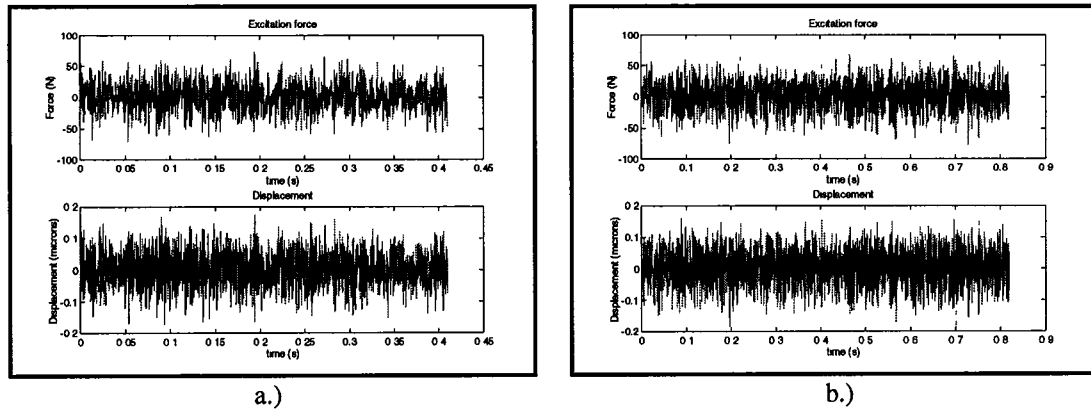 Excitation force
100
50
0
-50
-100
Force (N)
0 0 05 0.1 0 15 0 2 0 25 0.3 0 35 0 4 0 45
time (s)
Displacement
0 2
0.1
0
-0.1
-0 2
Displacement (microns)
0 0 05 0 1 0 15 0 2 0 25 0 3 0 35 0 4 0 45
time (s)
a.)
Excitation force
100
50
0
-50
-100
Force (N)
0 0.1 0 2 0 3 0 4 0 5 0 6 0 7 0 8 0 9
time (s)
Displacement
0 2
0.1
0
-0.1
-0.2
Displacement (microns)
0 0 1 0 2 0 3 0 4 0 5 0 6 0 7 0 8 0 9
time (s)
b.)